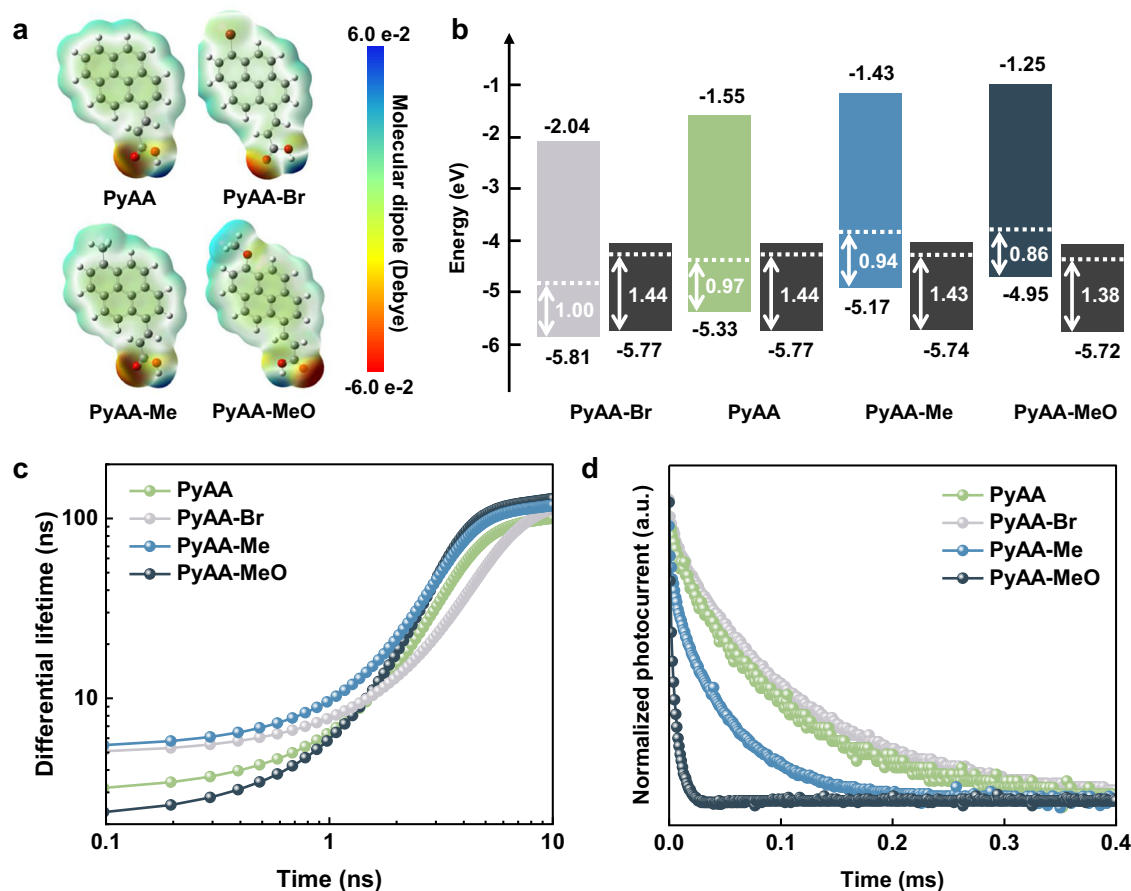 a
6.0 e-2
Molecular dipole (Debye)
-6.0 e-2
PyAA
PyAA-Br
PyAA-Me
PyAA-MeO
b
Energy (eV)
-1
-2
-3
-4
-5
-6
-2.04
-1.55
-1.43
-1.25
1.00
1.44
0.97
1.44
0.94
1.43
0.86
1.38
-5.81
-5.77
-5.33
-5.77
-5.17
-5.74
-4.95
-5.72
PyAA-Br
PyAA
PyAA-Me
PyAA-MeO
c
Differential lifetime (ns)
100
10
PyAA
PyAA-Br
PyAA-Me
PyAA-MeO
0.1
1
10
Time (ns)
d
Normalized photocurrent (a.u.)
PyAA
PyAA-Br
PyAA-Me
PyAA-MeO
0.0
0.1
0.2
0.3
0.4
Time (ms)